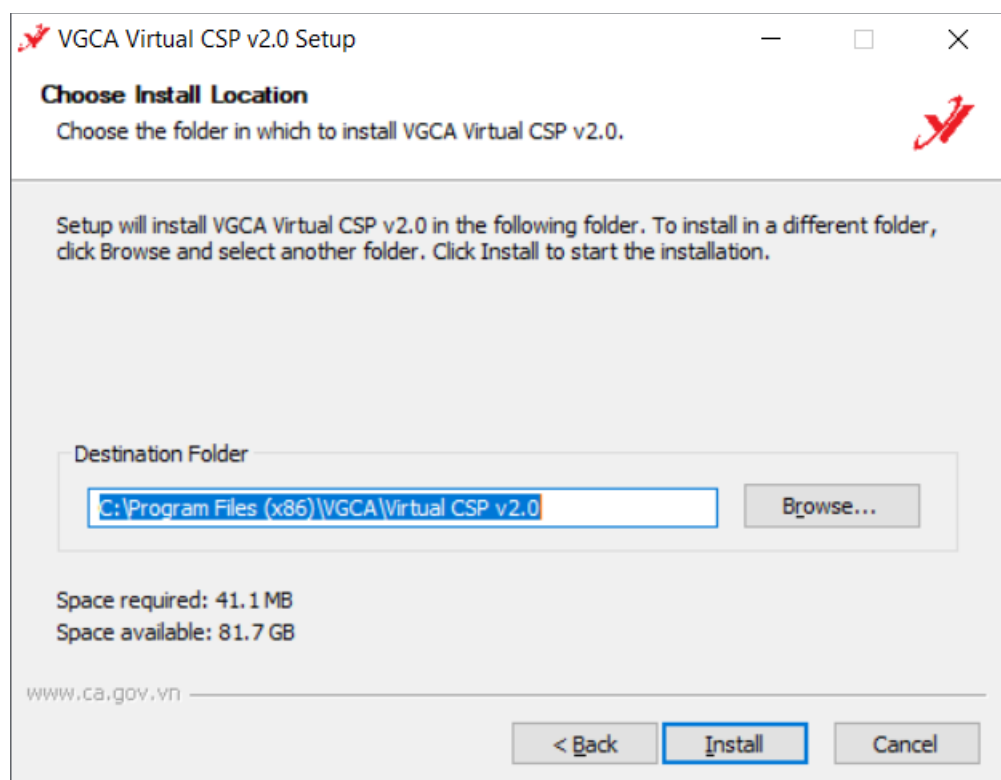 VGCA Virtual CSP v2.0 Setup
Choose Install Location
Choose the folder in which to install VGCA Virtual CSP v2.0.
Setup will install VGCA Virtual CSP v2.0 in the following folder. To install in a different folder,
click Browse and select another folder. Click Install to start the installation.
Destination Folder
C:\Program Files (x86)\VGCA\Virtual CSP v2.0
Browse...
Space required: 41.1 MB
Space available: 81.7 GB
www.ca.gov.vn
< Back
Install
Cancel